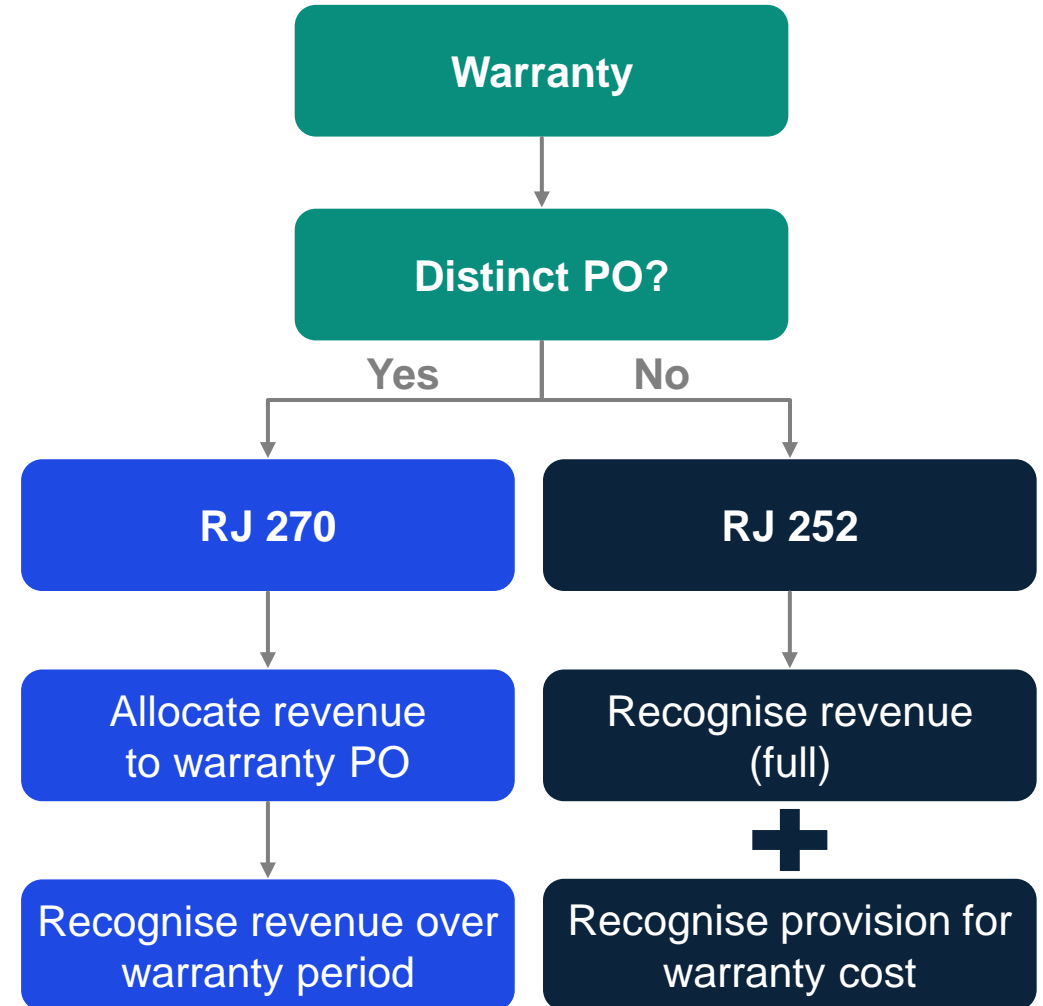 Warranty
Distinct PO?
Yes
No
RJ 270
RJ 252
Allocate revenue
to warranty PO
Recognise revenue
(full)
Recognise revenue over
warranty period
Recognise provision for
warranty cost